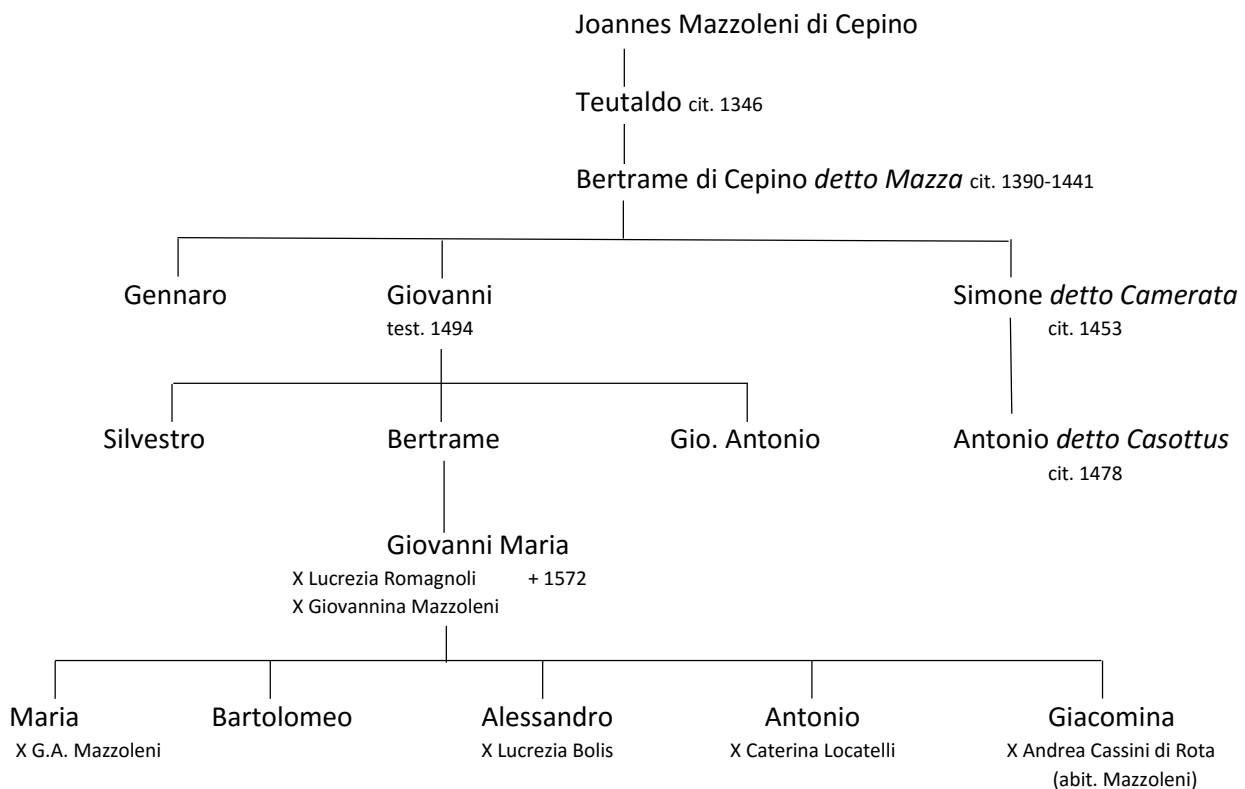 Joannes Mazzoleni di Cepino
Teutaldo cit. 1346
Bertrame di Cepino detto Mazza cit. 1390-1441
Gennaro
Giovanni
test. 1494
Simone detto Camerata
cit. 1453
Silvestro
Bertrame
Gio. Antonio
Antonio detto Casottus
cit. 1478
Giovanni Maria
X Lucrezia Romagnoli + 1572
X Giovannina Mazzoleni
Maria
X G.A. Mazzoleni
Bartolomeo
Alessandro
X Lucrezia Bolis
Antonio
X Caterina Locatelli
Giacomina
X Andrea Cassini di Rota
(abit. Mazzoleni)